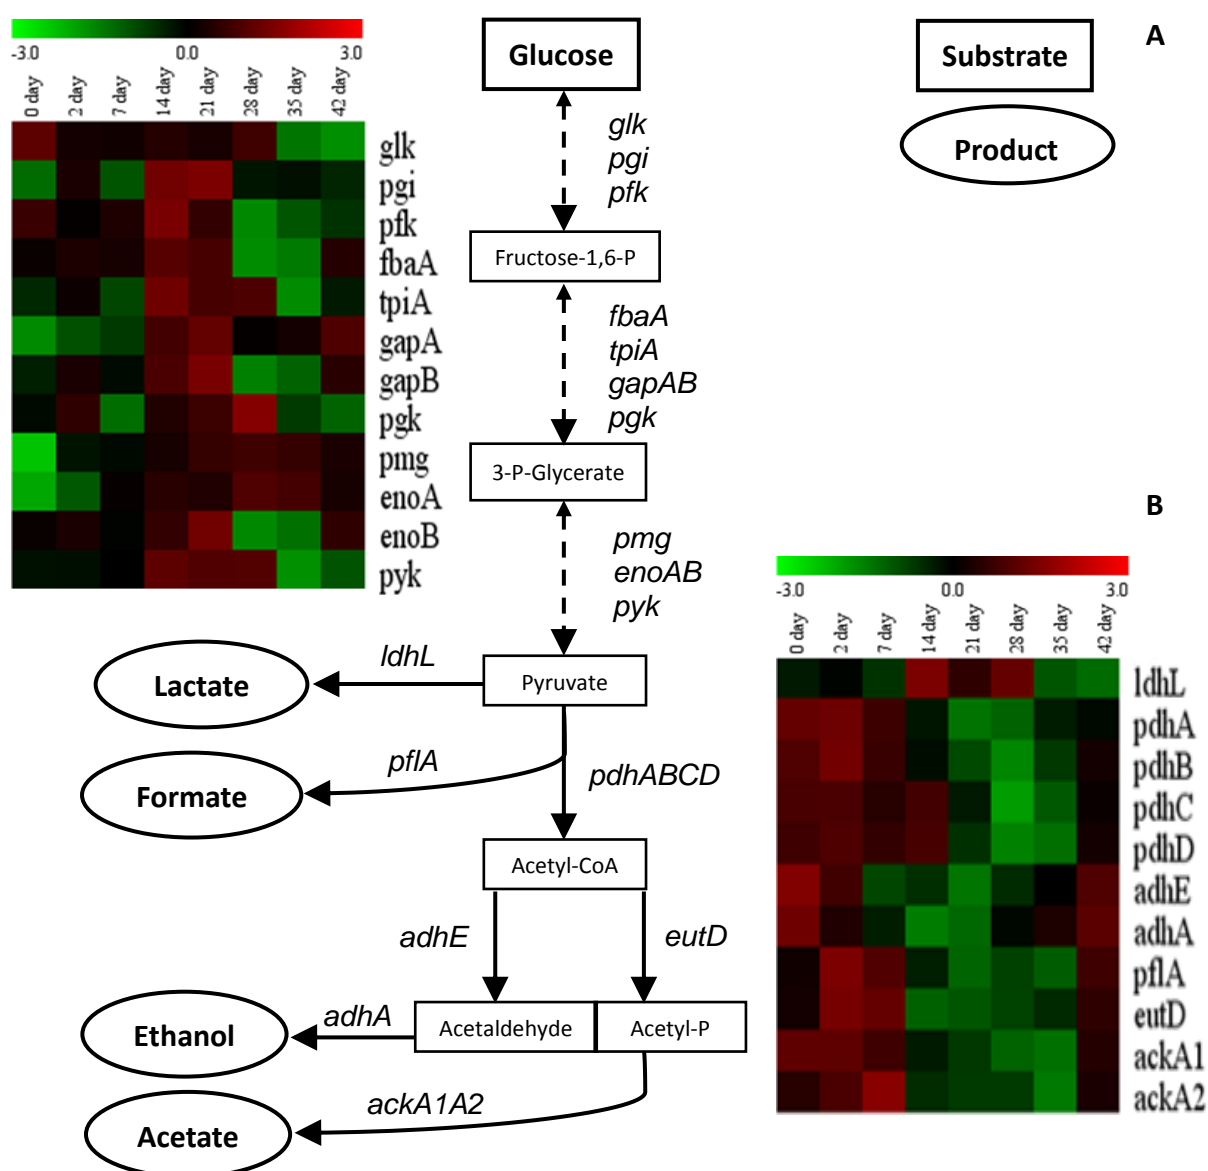 -3.0 0.0 3.0
0 day 2 day 7 day 14 day 21 day 28 day 35 day 42 day
glk
pgi
pfk
fbaA
tpiA
gapA
gapB
pgk
pmg
enoA
enoB
pyk
Glucose
glk
pgi
pfk
Fructose-1,6-P
fbaA
tpiA
gapAB
pgk
3-P-Glycerate
pmg
enoAB
pyk
Pyruvate
ldhL
Lactate
pflA
Formate
pdhABCD
Acetyl-CoA
adhE
eutD
Acetaldehyde
Acetyl-P
adhA
Ethanol
ackA1A2
Acetate
A
Substrate
Product
B
-3.0 0.0 3.0
0 day 2 day 7 day 14 day 21 day 28 day 35 day 42 day
ldhL
pdhA
pdhB
pdhC
pdhD
adhE
adhA
pflA
eutD
ackA1
ackA2